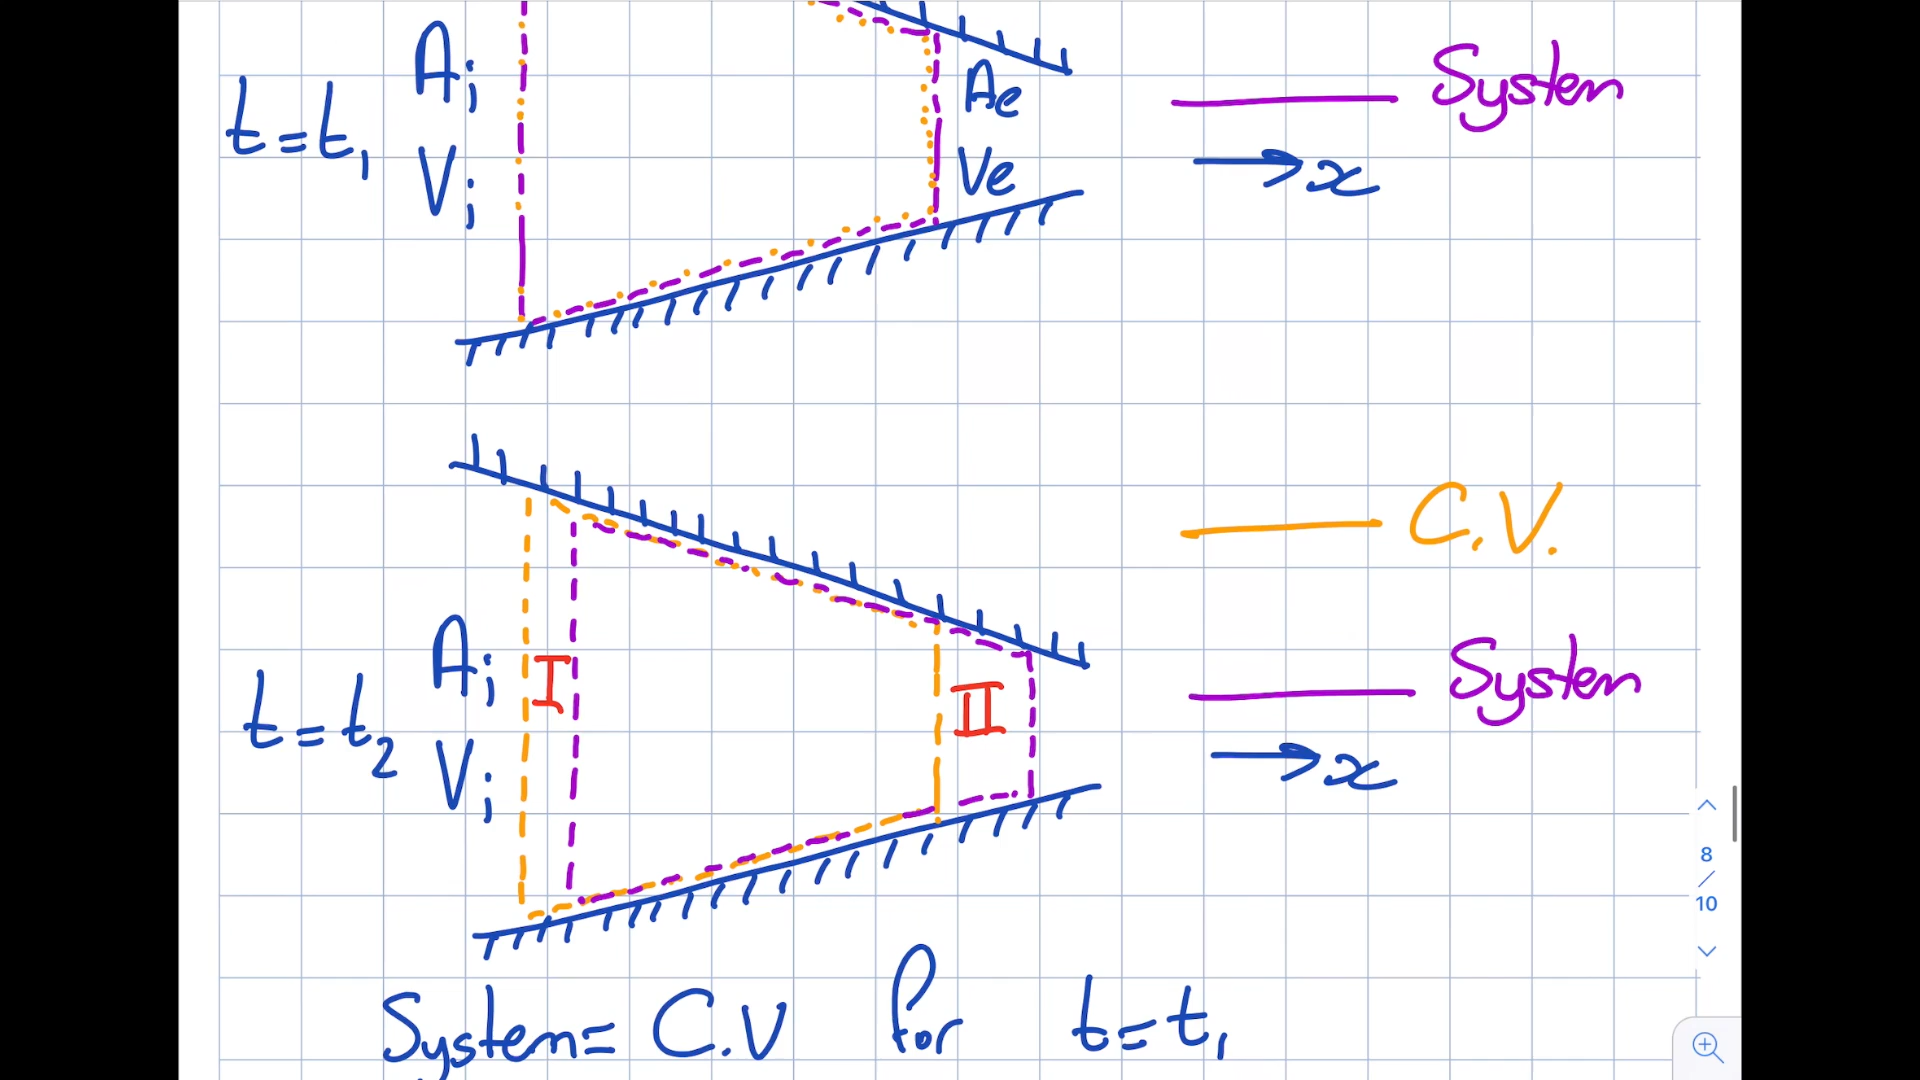 Ai
Ae
System
t=t1
Vi
Ve
x
C.V.
Ai
I
II
System
t=t2
Vi
x
8
/
10
System= C.V for t=t1